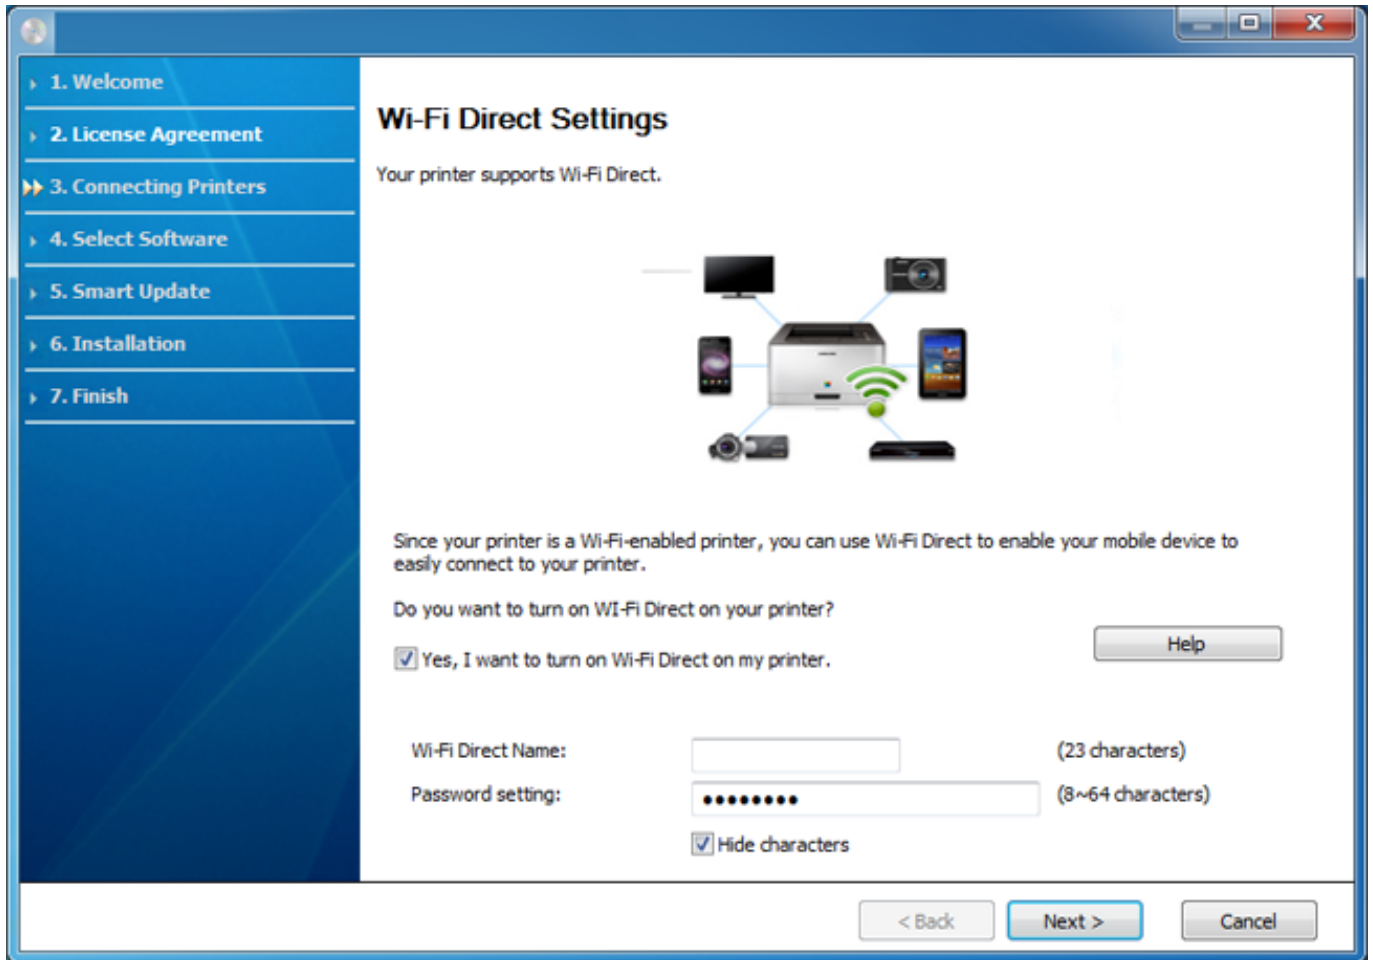 1. Welcome
2. License Agreement
3. Connecting Printers
4. Select Software
5. Smart Update
6. Installation
7. Finish
Wi-Fi Direct Settings
Your printer supports Wi-Fi Direct.
Since your printer is a Wi-Fi-enabled printer, you can use Wi-Fi Direct to enable your mobile device to
easily connect to your printer.
Do you want to turn on WI-Fi Direct on your printer?
Help
Yes, I want to turn on Wi-Fi Direct on my printer.
Wi-Fi Direct Name: (23 characters)
Password setting: •••••••• (8~64 characters)
Hide characters
< Back Next > Cancel